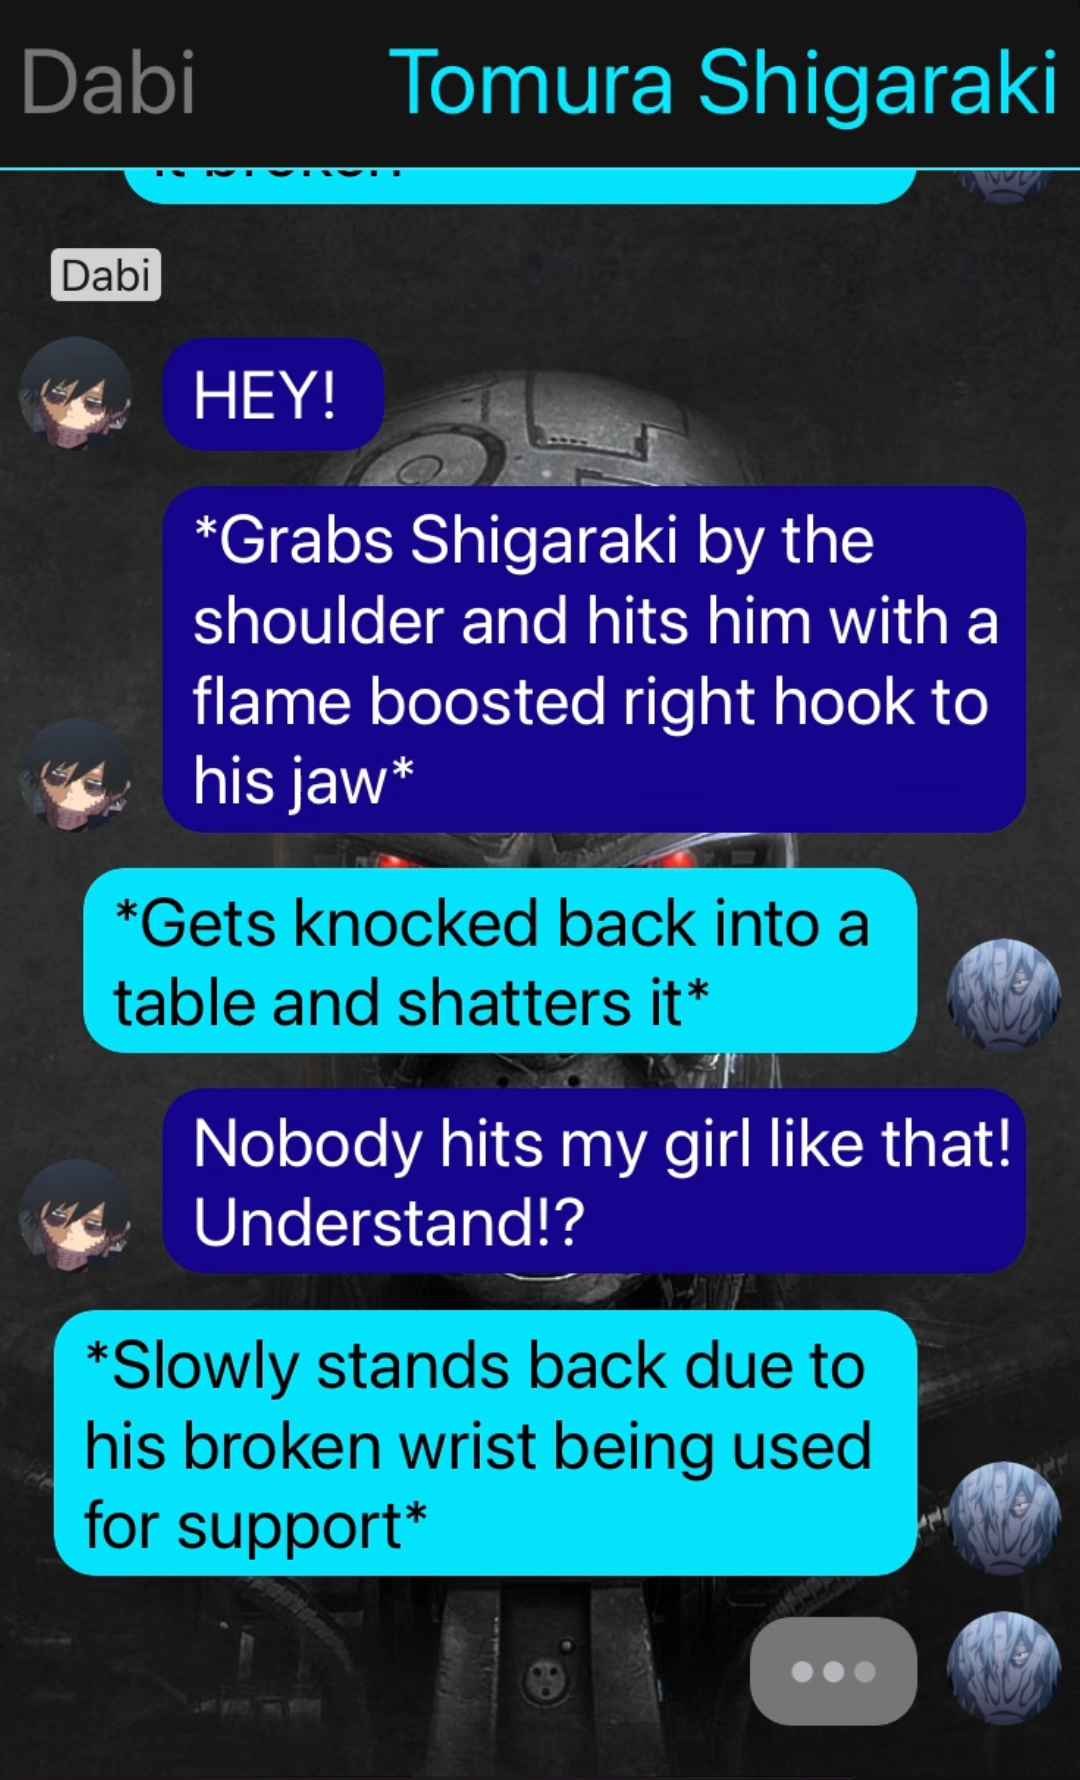 Dabi Tomura Shigaraki
it broken*
Dabi
HEY!
*Grabs Shigaraki by the
shoulder and hits him with a
flame boosted right hook to
his jaw*
*Gets knocked back into a
table and shatters it*
Nobody hits my girl like that!
Understand!?
*Slowly stands back due to
his broken wrist being used
for support*